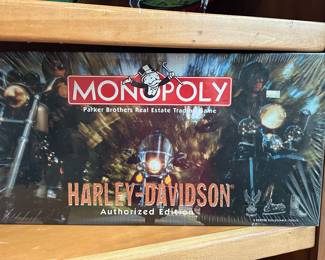 MONOPOLY
Parker Brothers Real Estate Trading Game
HARLEY-DAVIDSON
Authorized Edition